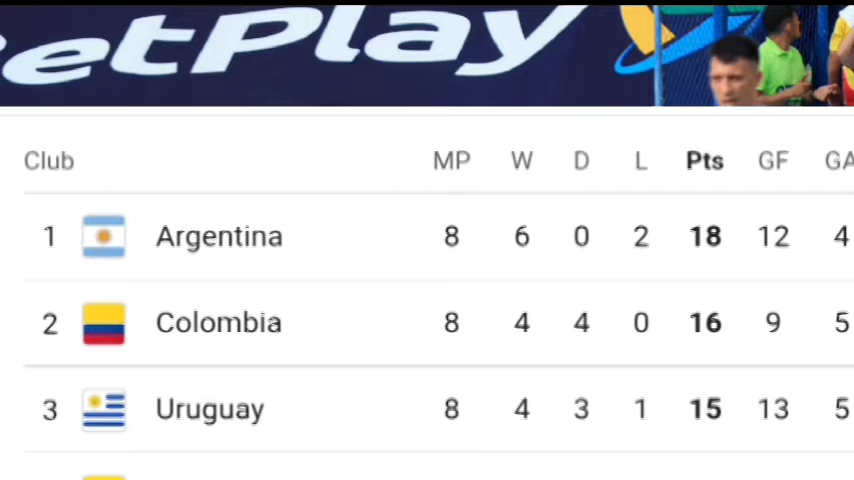 etPlay
Club MP W D L Pts GF GA
1 Argentina 8 6 0 2 18 12 4
2 Colombia 8 4 4 0 16 9 5
3 Uruguay 8 4 3 1 15 13 5